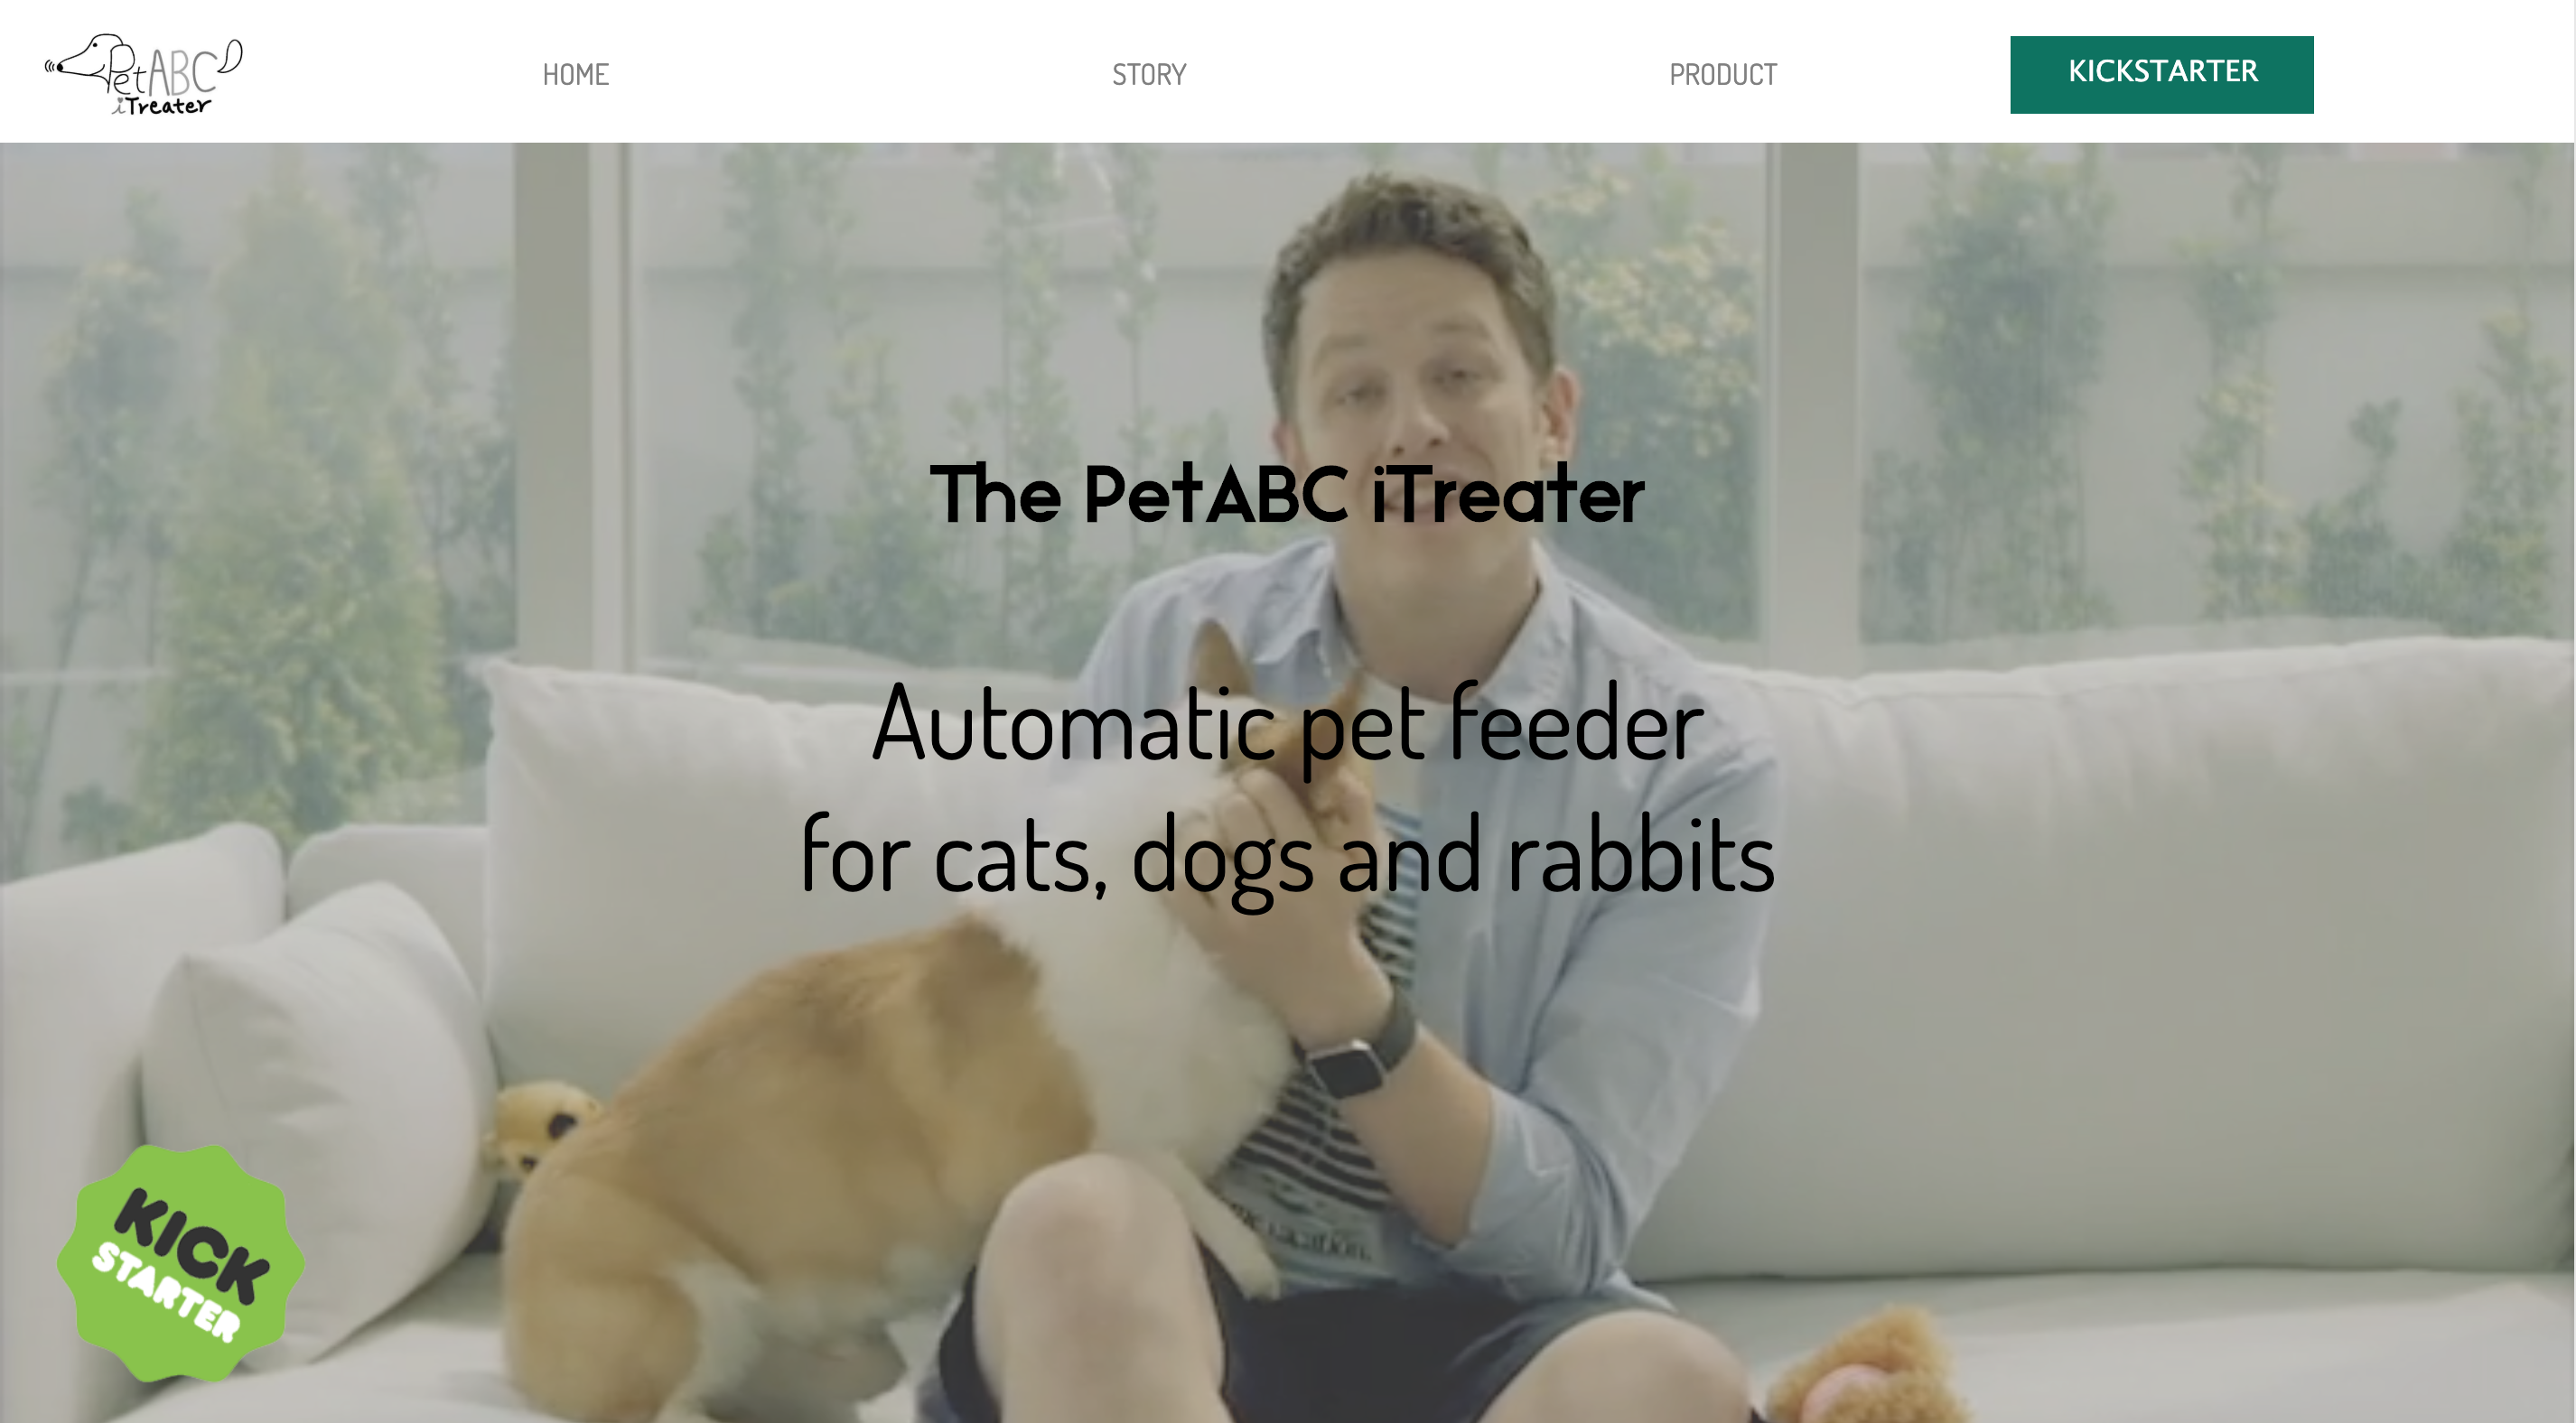 PetABC
iTreater
HOME
STORY
PRODUCT
KICKSTARTER
The PetABC iTreater
Automatic pet feeder
for cats, dogs and rabbits
KICK
STARTER